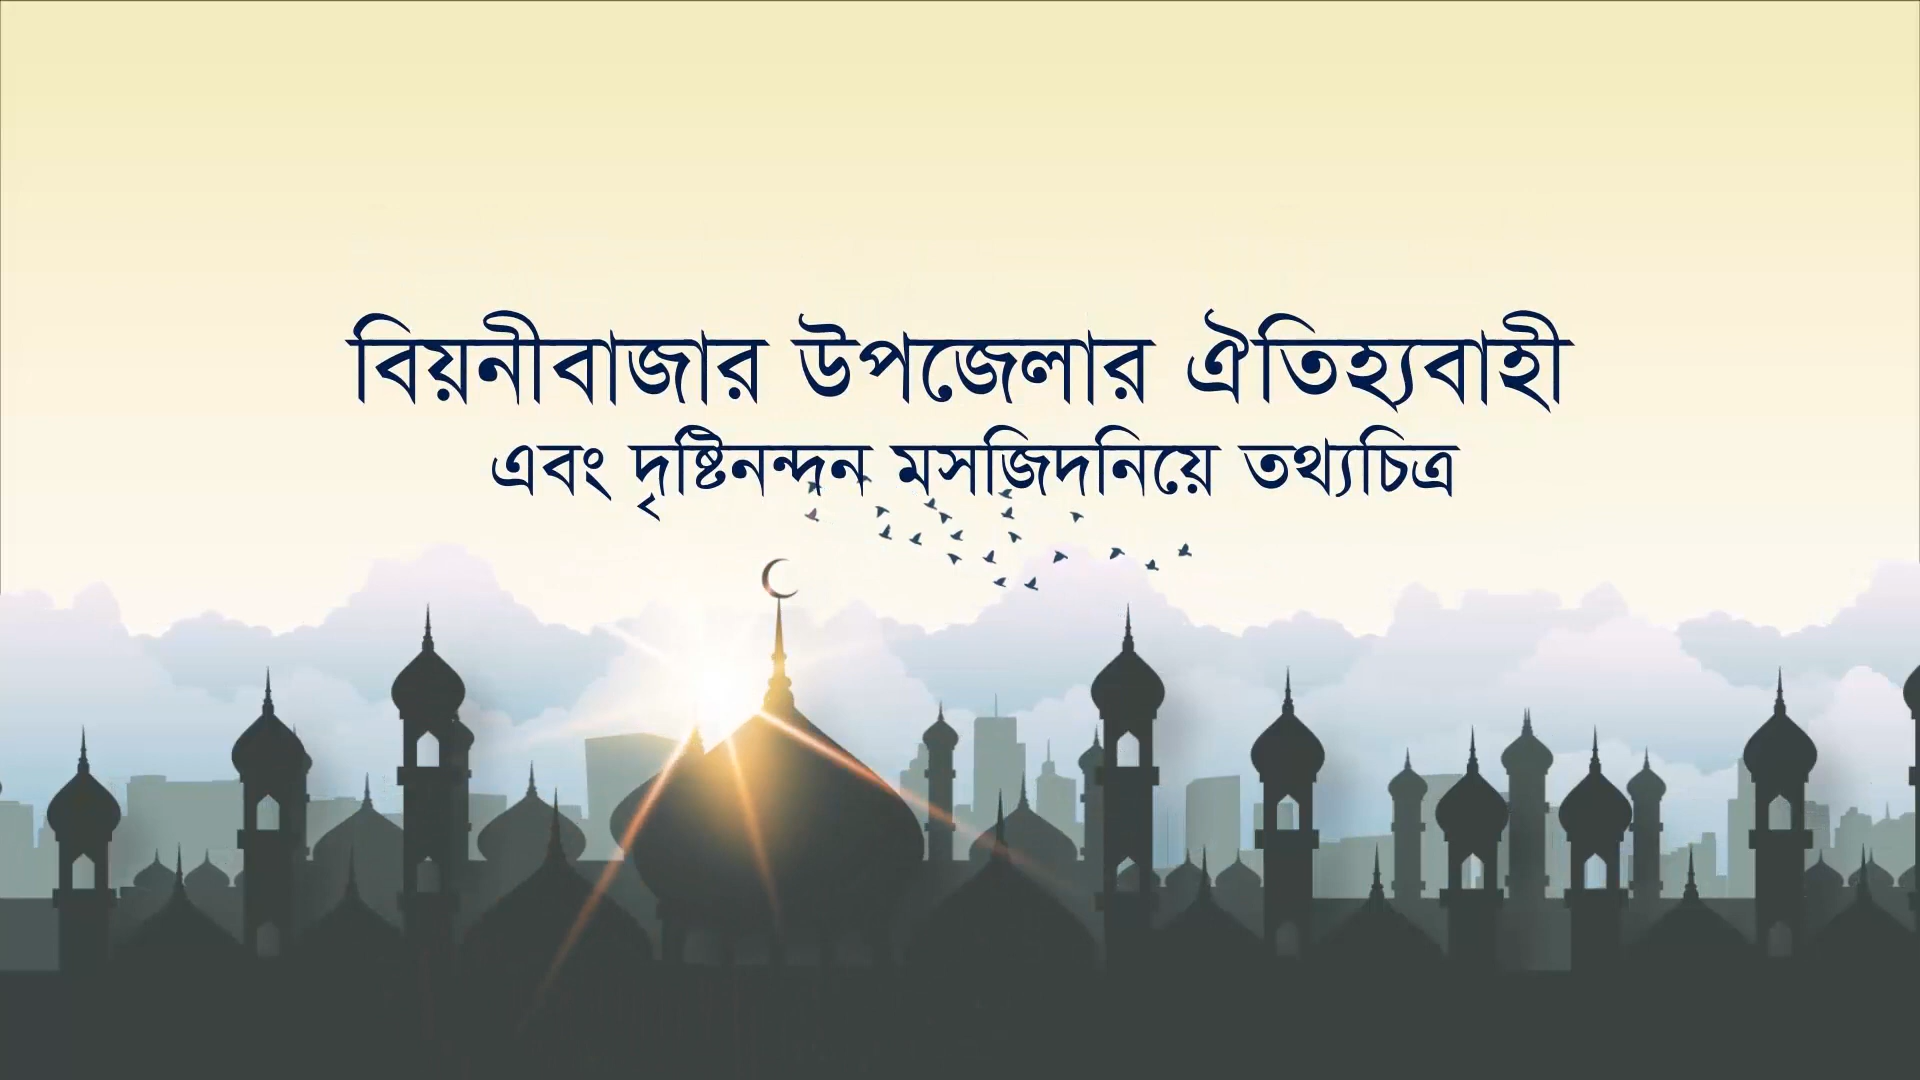 বিয়নীবাজার উপজেলার ঐতিহ্যবাহী
এবং দৃষ্টিনন্দন মসজিদনিয়ে তথ্যচিত্র